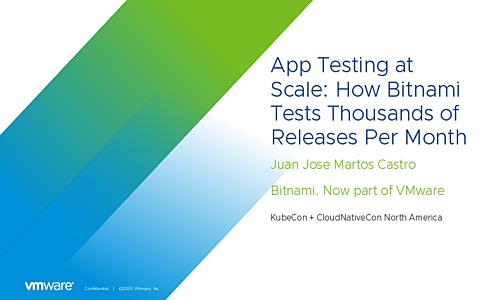 App Testing at
Scale: How Bitnami
Tests Thousands of
Releases Per Month
Juan Jose Martos Castro
Bitnami, Now part of VMware
KubeCon + CloudNativeCon North America
vmware®
Confidential | ©2020 VMware, Inc.